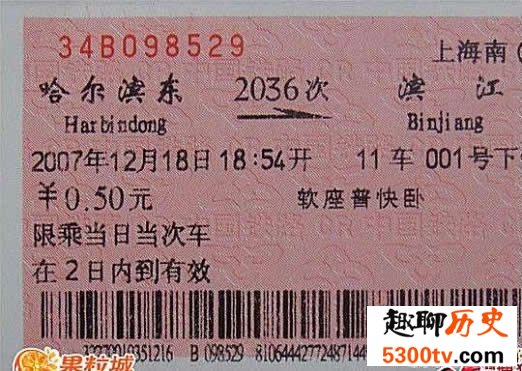 34B098529
上海南
哈尔滨东 2036次 滨江
Harbindong Binjiang
2007年12月18日18:54开 11车001号下
¥0.50元 软座普快卧
限乘当日当次车
在2日内到有效
B 098529
趣聊历史
5300tv.com
果粒城